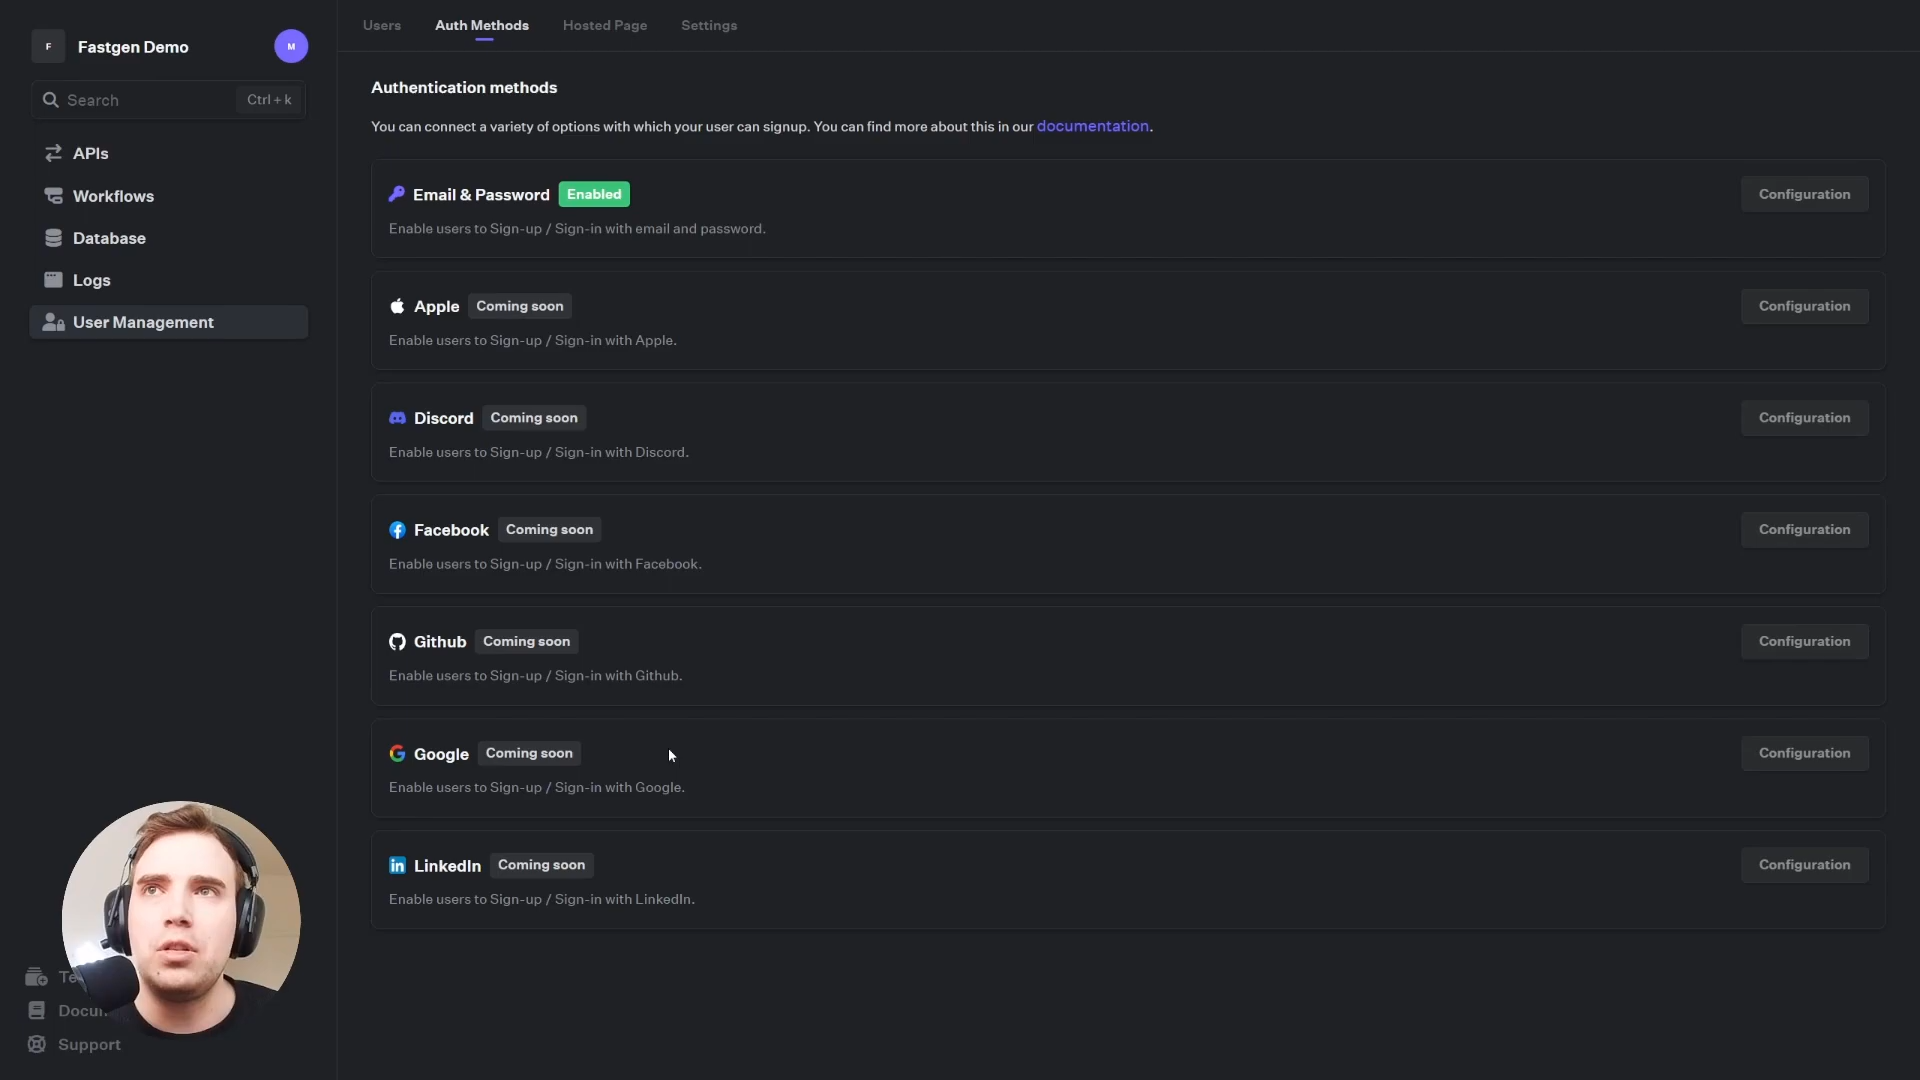 F
Fastgen Demo
M
Search
Ctrl + k
APIs
Workflows
Database
Logs
User Management
Support
Users
Auth Methods
Hosted Page
Settings
Authentication methods
You can connect a variety of options with which your user can signup. You can find more about this in our documentation.
Email & Password
Enabled
Configuration
Enable users to Sign-up / Sign-in with email and password.
Apple
Coming soon
Configuration
Enable users to Sign-up / Sign-in with Apple.
Discord
Coming soon
Configuration
Enable users to Sign-up / Sign-in with Discord.
Facebook
Coming soon
Configuration
Enable users to Sign-up / Sign-in with Facebook.
Github
Coming soon
Configuration
Enable users to Sign-up / Sign-in with Github.
Google
Coming soon
Configuration
Enable users to Sign-up / Sign-in with Google.
LinkedIn
Coming soon
Configuration
Enable users to Sign-up / Sign-in with LinkedIn.